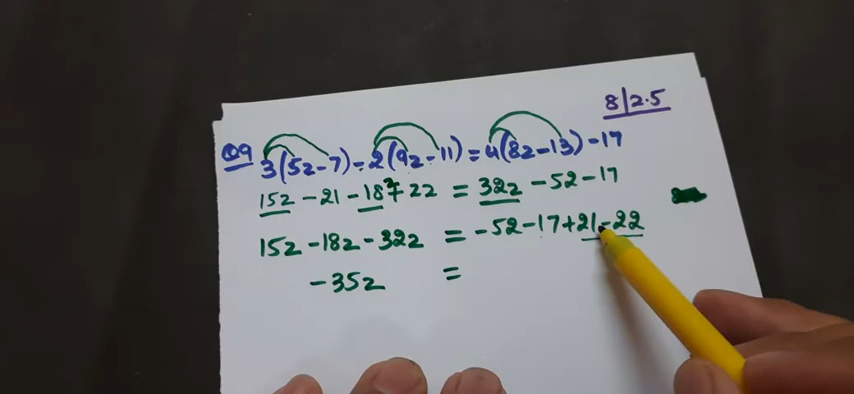 8/2.5
Q9 3(5z-7)-2(9z-11)=4(8z-13)-17
15z-21-18z+22=32z-52-17
15z-18z-32z=-52-17+21-22
-35z=